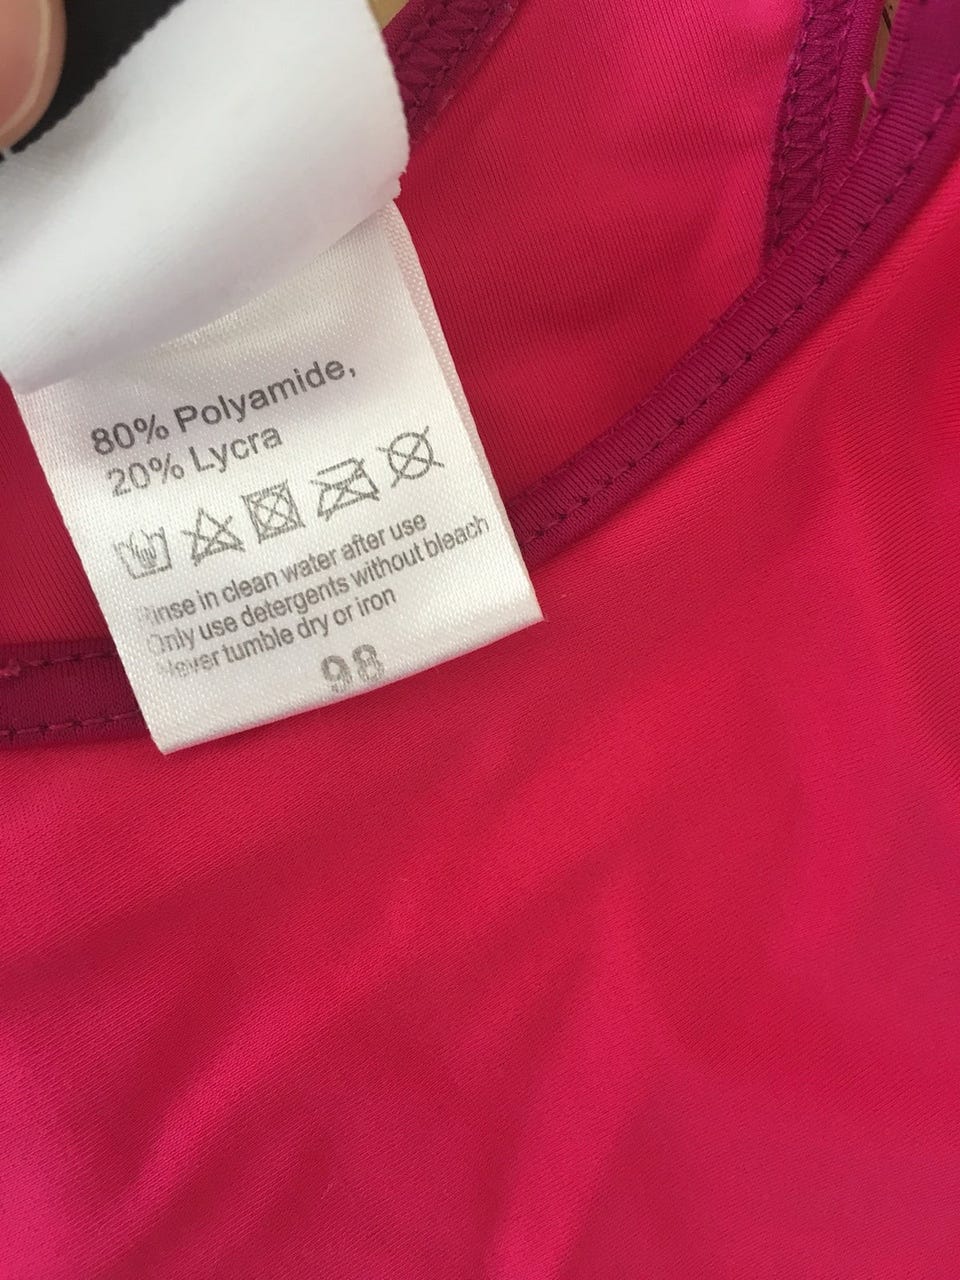 80% Polyamide,
20% Lycra
Rinse in clean water after use
Only use detergents without bleach
Never tumble dry or iron
98